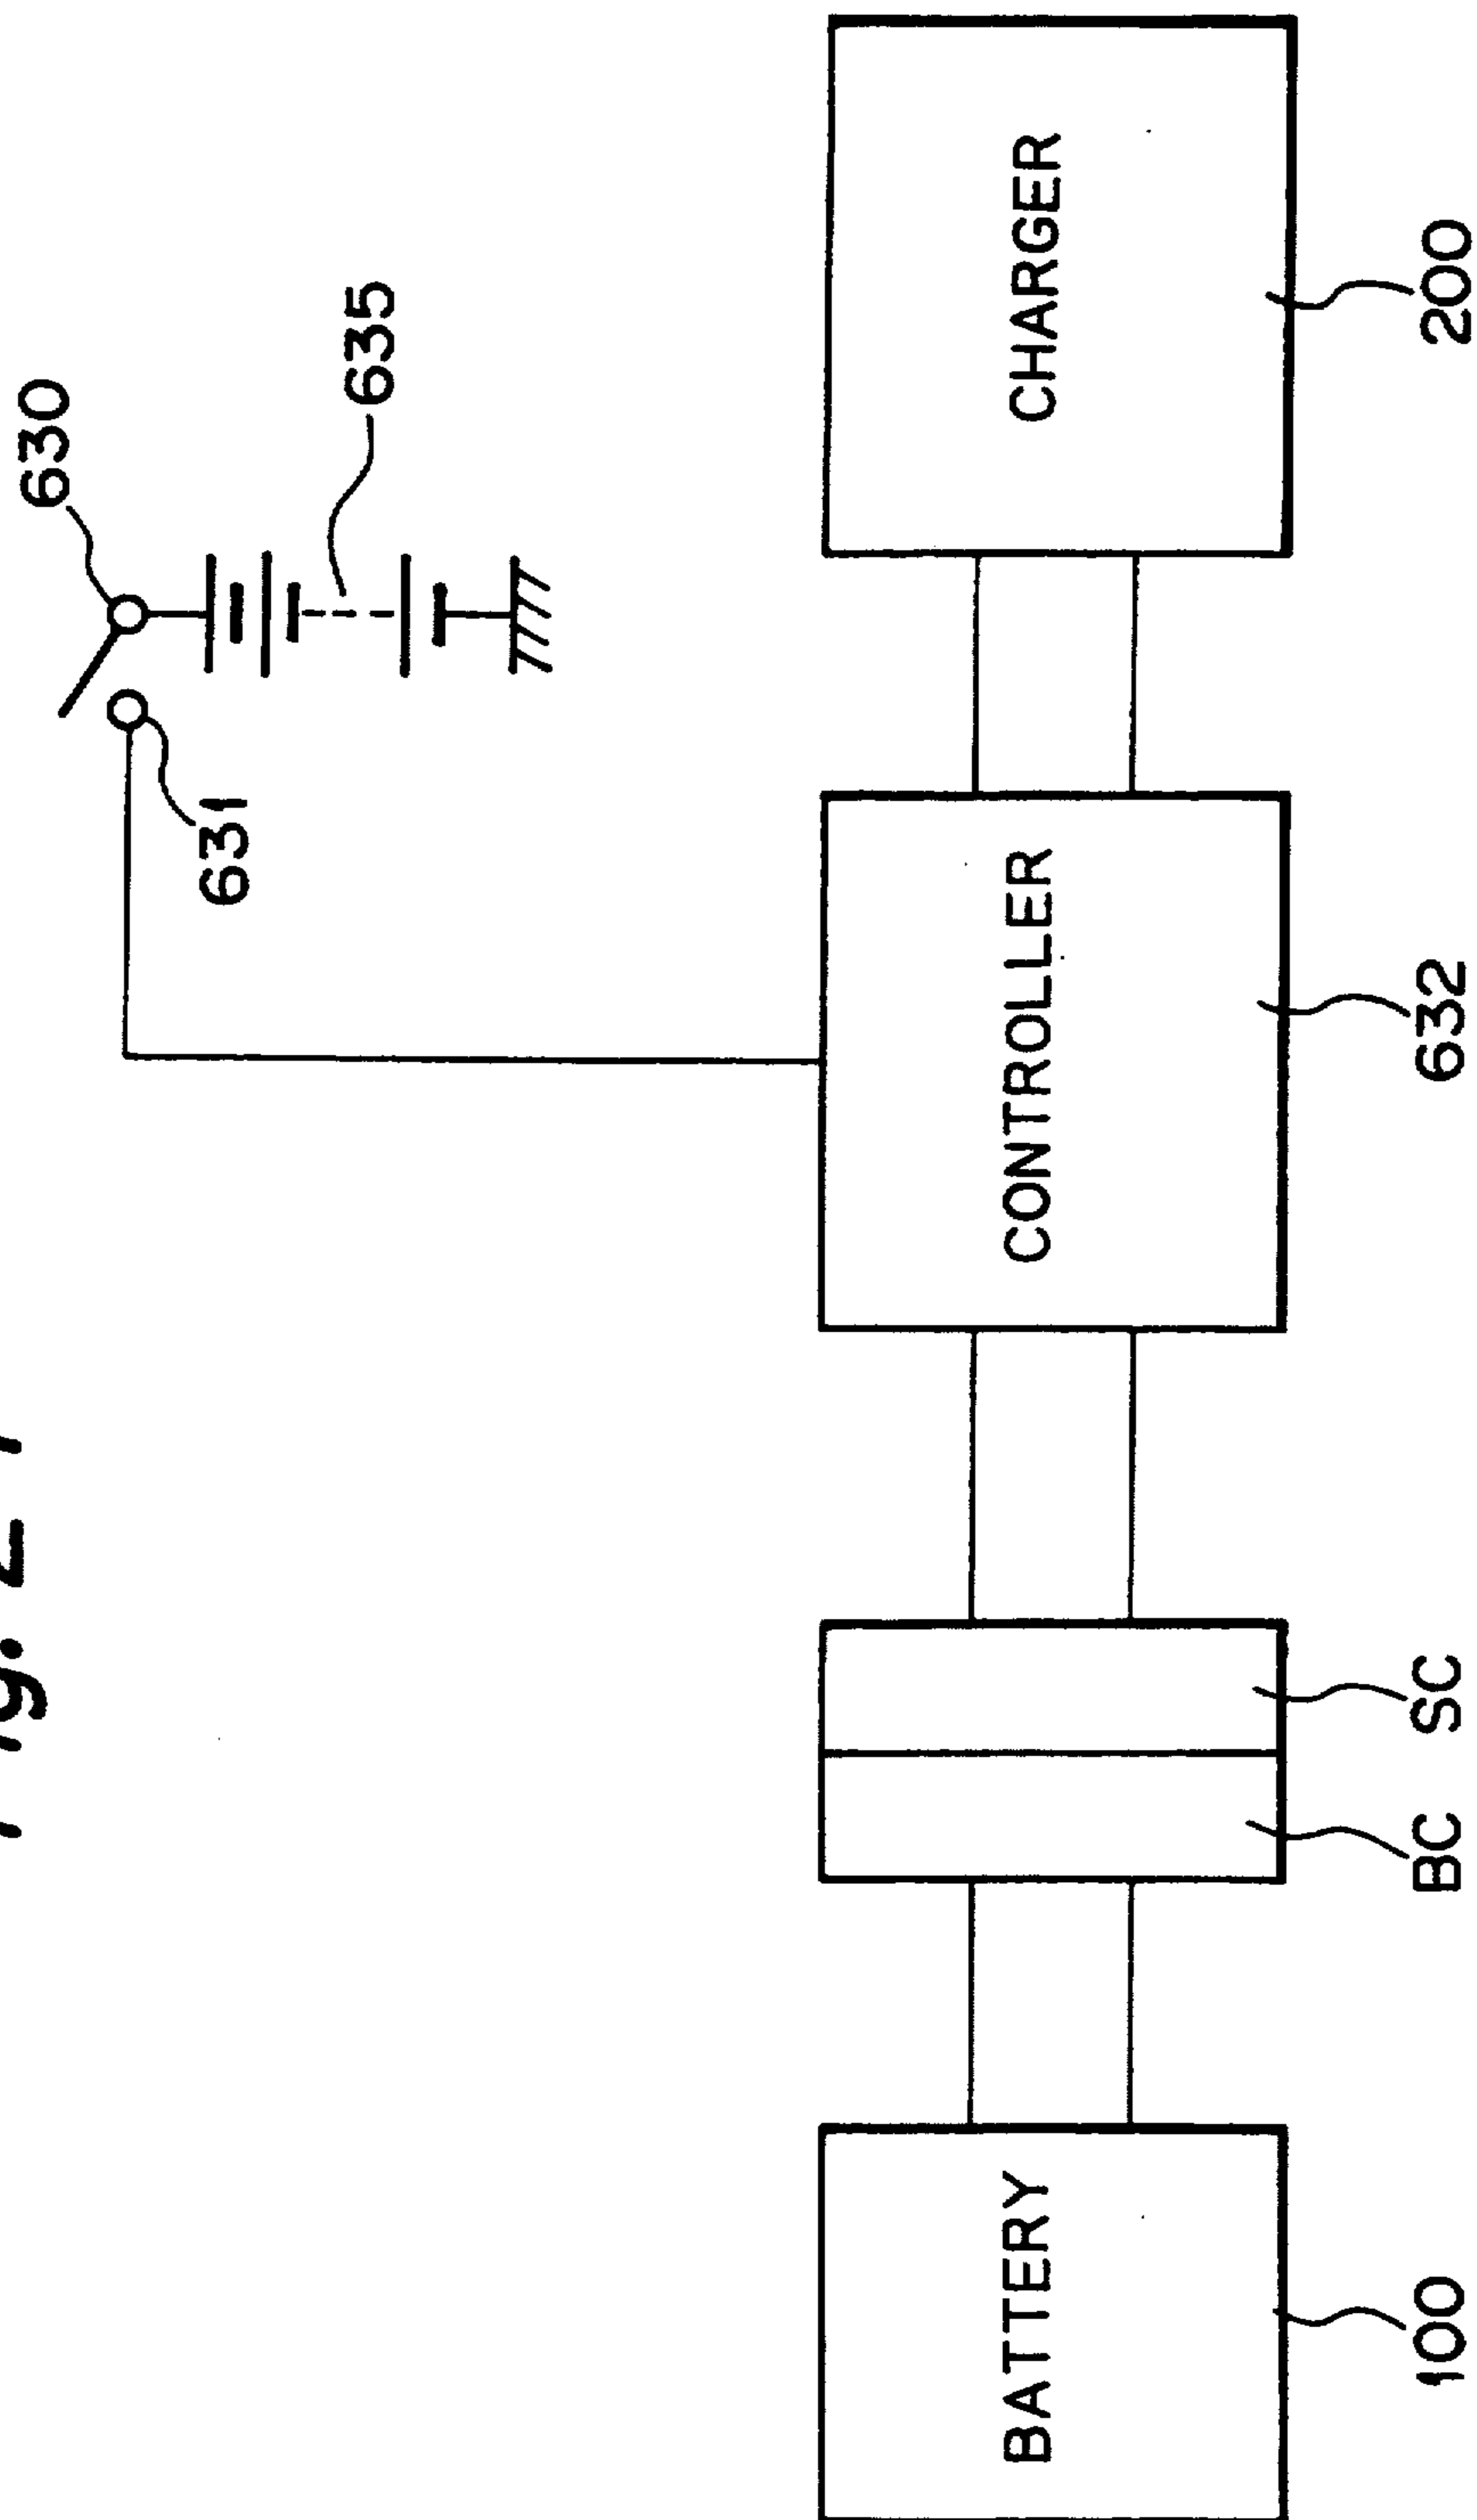 630
635
631
BATTERY
CONTROLLER
CHARGER
100
BC
SC
632
200